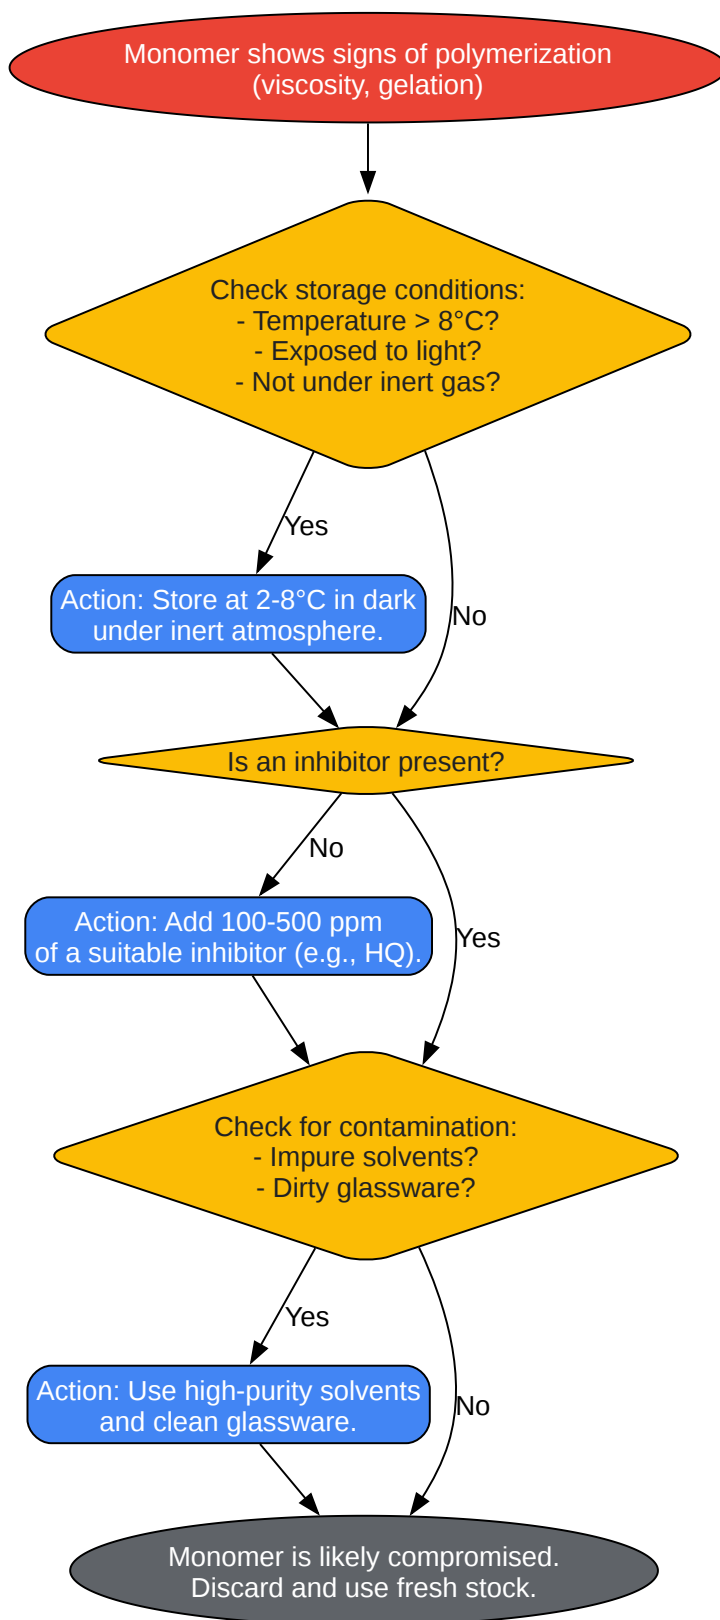 Monomer shows signs of polymerization
(viscosity, gelation)
Check storage conditions:
- Temperature > 8°C?
- Exposed to light?
- Not under inert gas?
Yes
Action: Store at 2-8°C in dark
under inert atmosphere.
No
Is an inhibitor present?
No
Action: Add 100-500 ppm
of a suitable inhibitor (e.g., HQ).
Yes
Check for contamination:
- Impure solvents?
- Dirty glassware?
Yes
Action: Use high-purity solvents
and clean glassware.
No
Monomer is likely compromised.
Discard and use fresh stock.